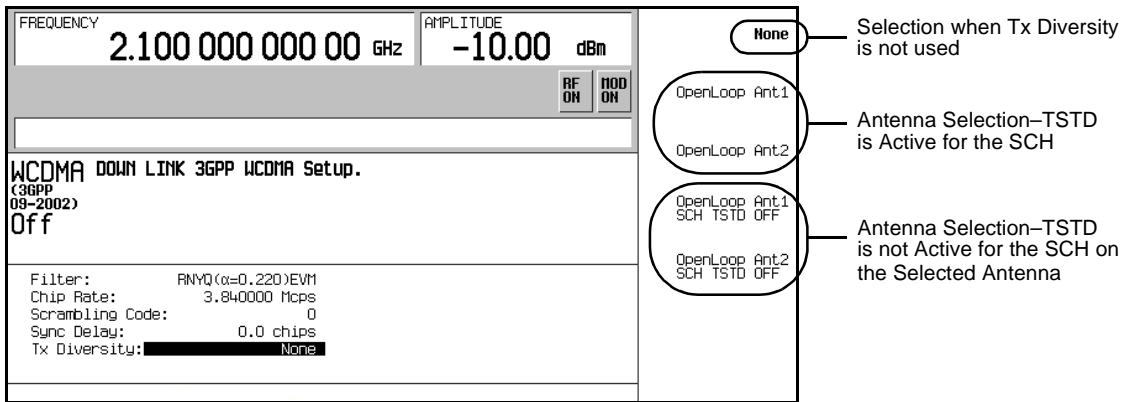 FREQUENCY
2.100 000 000 00 GHz
AMPLITUDE
-10.00 dBm
RF
ON
MOD
ON
WCDMA
(3GPP
09-2002)
Off
DOWN LINK 3GPP WCDMA Setup.
Filter: RNYQ(α=0.220)EVM
Chip Rate: 3.840000 Mcps
Scrambling Code: 0
Sync Delay: 0.0 chips
Tx Diversity: None
None
OpenLoop Ant1
OpenLoop Ant2
OpenLoop Ant1
SCH TSTD OFF
OpenLoop Ant2
SCH TSTD OFF
Selection when Tx Diversity
is not used
Antenna Selection–TSTD
is Active for the SCH
Antenna Selection–TSTD
is not Active for the SCH on
the Selected Antenna